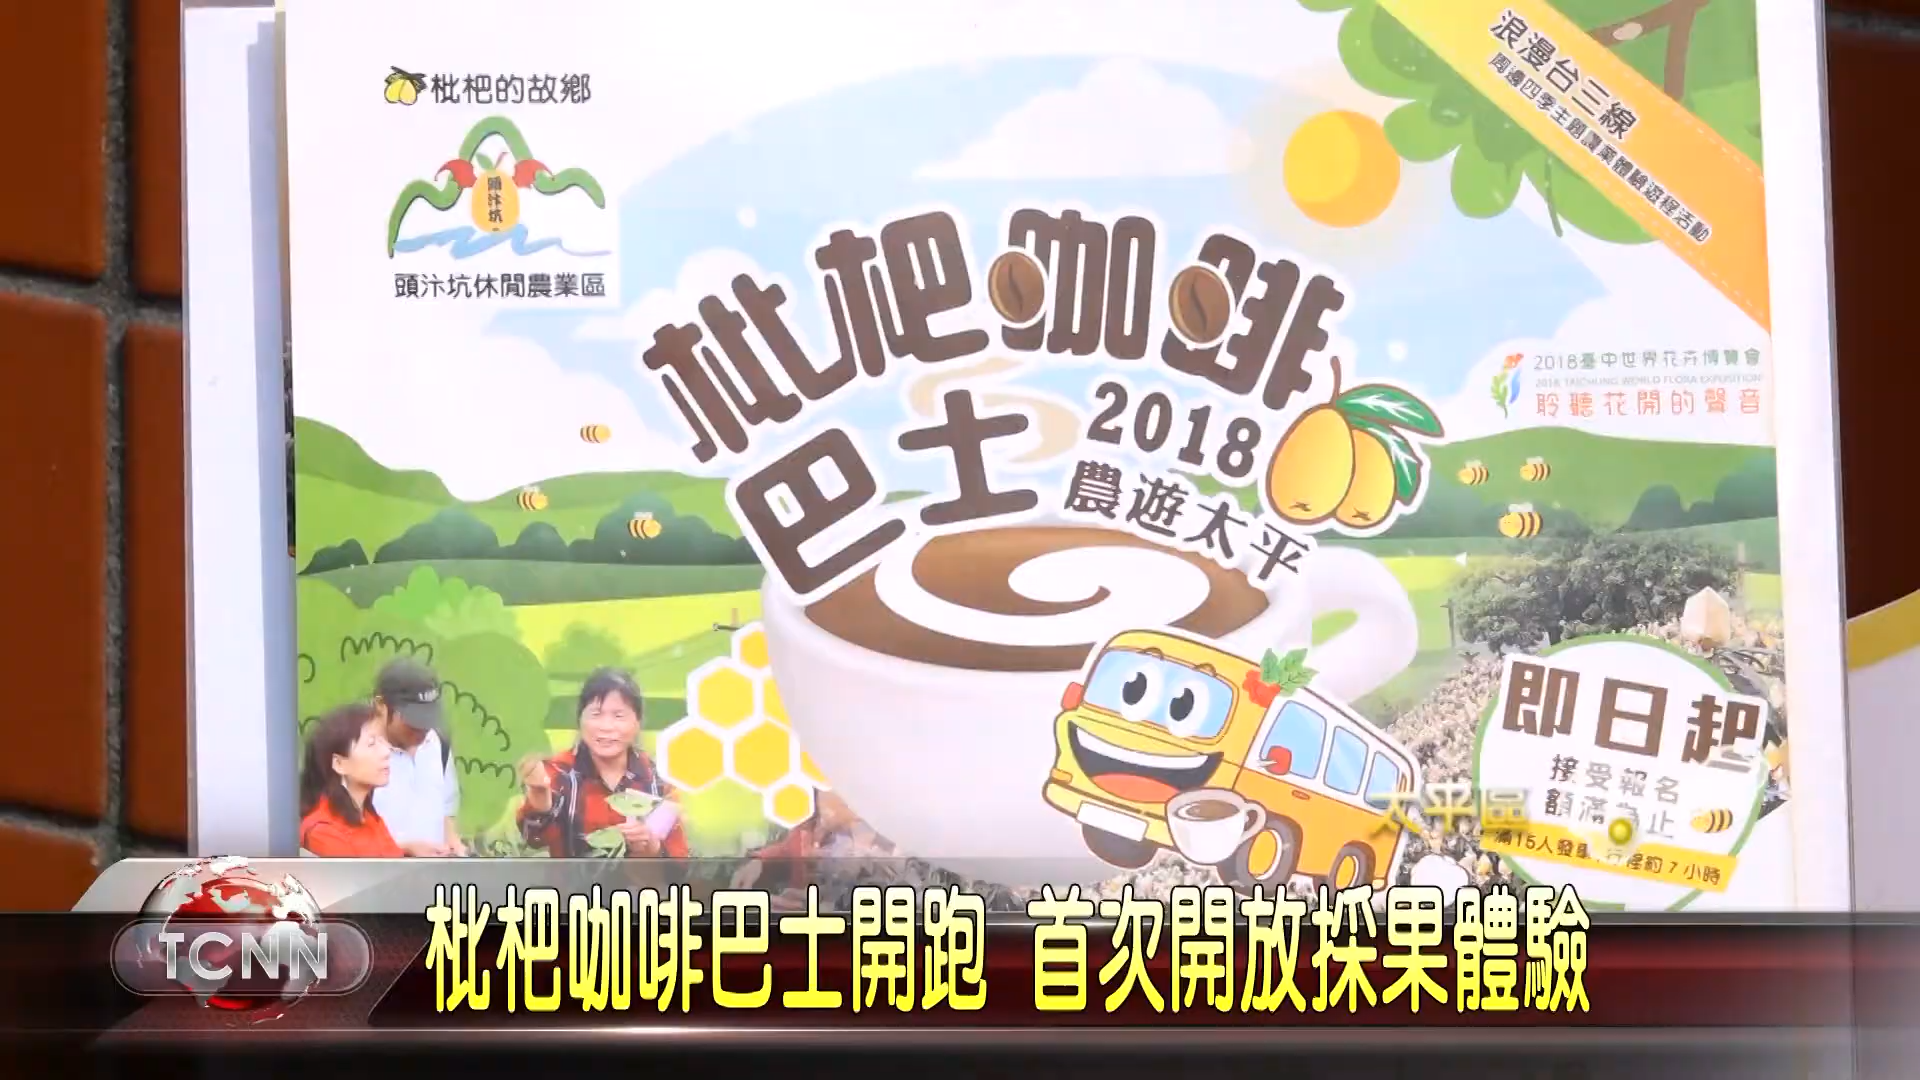 枇杷的故鄉
頭汴坑
頭汴坑休閒農業區
浪漫台三線
周邊四季主題農業體驗遊程活動
枇杷咖啡
巴士
2018
農遊太平
2018臺中世界花卉博覽會
2018 TAICHUNG WORLD FLORA EXPOSITION
聆聽花開的聲音
即日起
接受報名
額滿為止
滿15人發車,行程約7小時
太平區
TCNN
枇杷咖啡巴士開跑 首次開放採果體驗